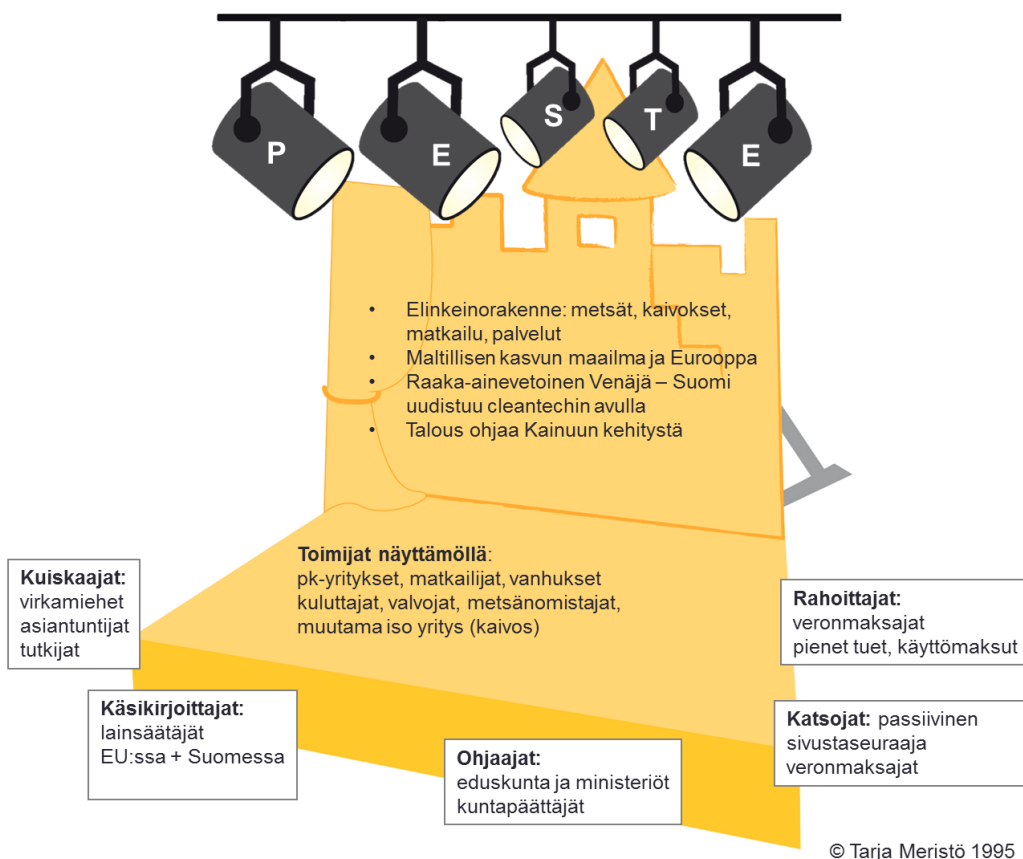 P
E
S
T
E
• Elinkeinorakenne: metsät, kaivokset,
matkailu, palvelut
• Maltillisen kasvun maailma ja Eurooppa
• Raaka-ainevetoinen Venäjä – Suomi
uudistuu cleantechin avulla
• Talous ohjaa Kainuun kehitystä
Toimijat näyttämöllä:
pk-yritykset, matkailijat, vanhukset
kuluttajat, valvojat, metsänomistajat,
muutama iso yritys (kaivos)
Kuiskaajat:
virkamiehet
asiantuntijat
tutkijat
Rahoittajat:
veronmaksajat
pienet tuet, käyttömaksut
Käsikirjoittajat:
lainsäätäjät
EU:ssa + Suomessa
Ohjaajat:
eduskunta ja ministeriöt
kuntapäättäjät
Katsojat: passiivinen
sivustaseuraaja
veronmaksajat
© Tarja Meristö 1995